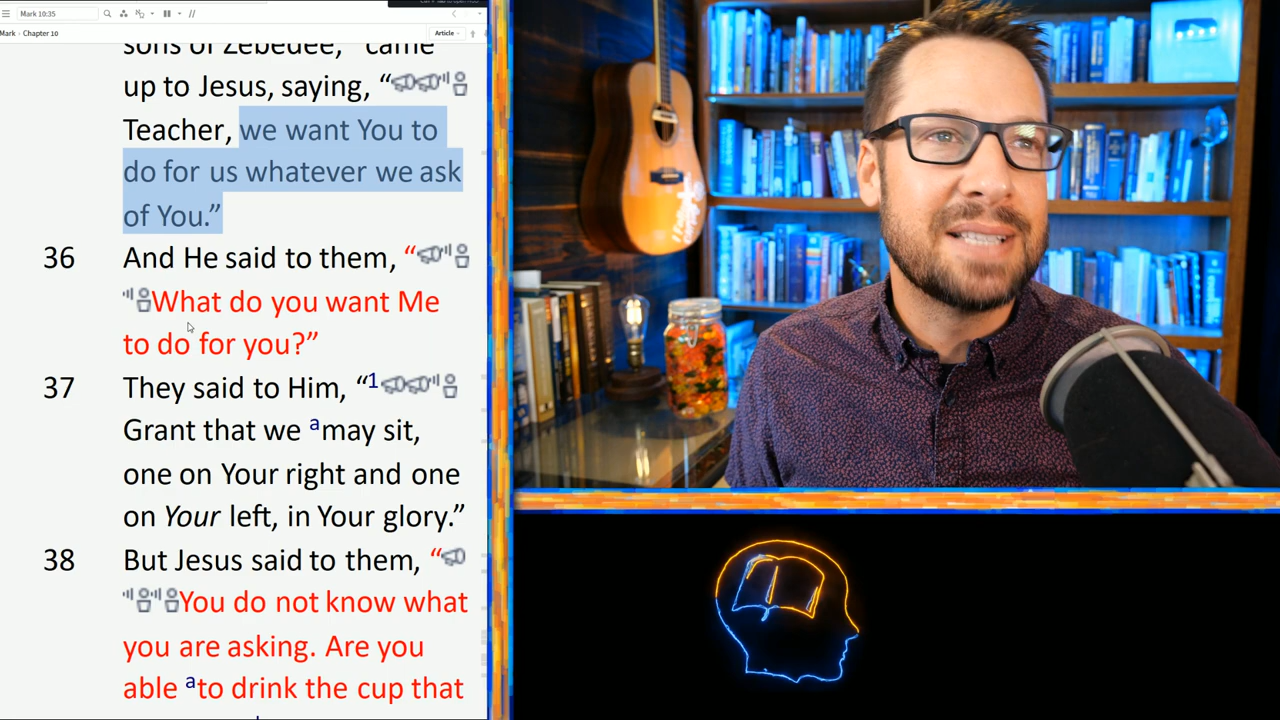 Mark 10:35
Mark › Chapter 10
Article
sons of Zebedee, came
up to Jesus, saying, “
Teacher, we want You to
do for us whatever we ask
of You.”
36 And He said to them, “
What do you want Me
to do for you?”
37 They said to Him, “1
Grant that we a may sit,
one on Your right and one
on Your left, in Your glory.”
38 But Jesus said to them, “
You do not know what
you are asking. Are you
able a to drink the cup that